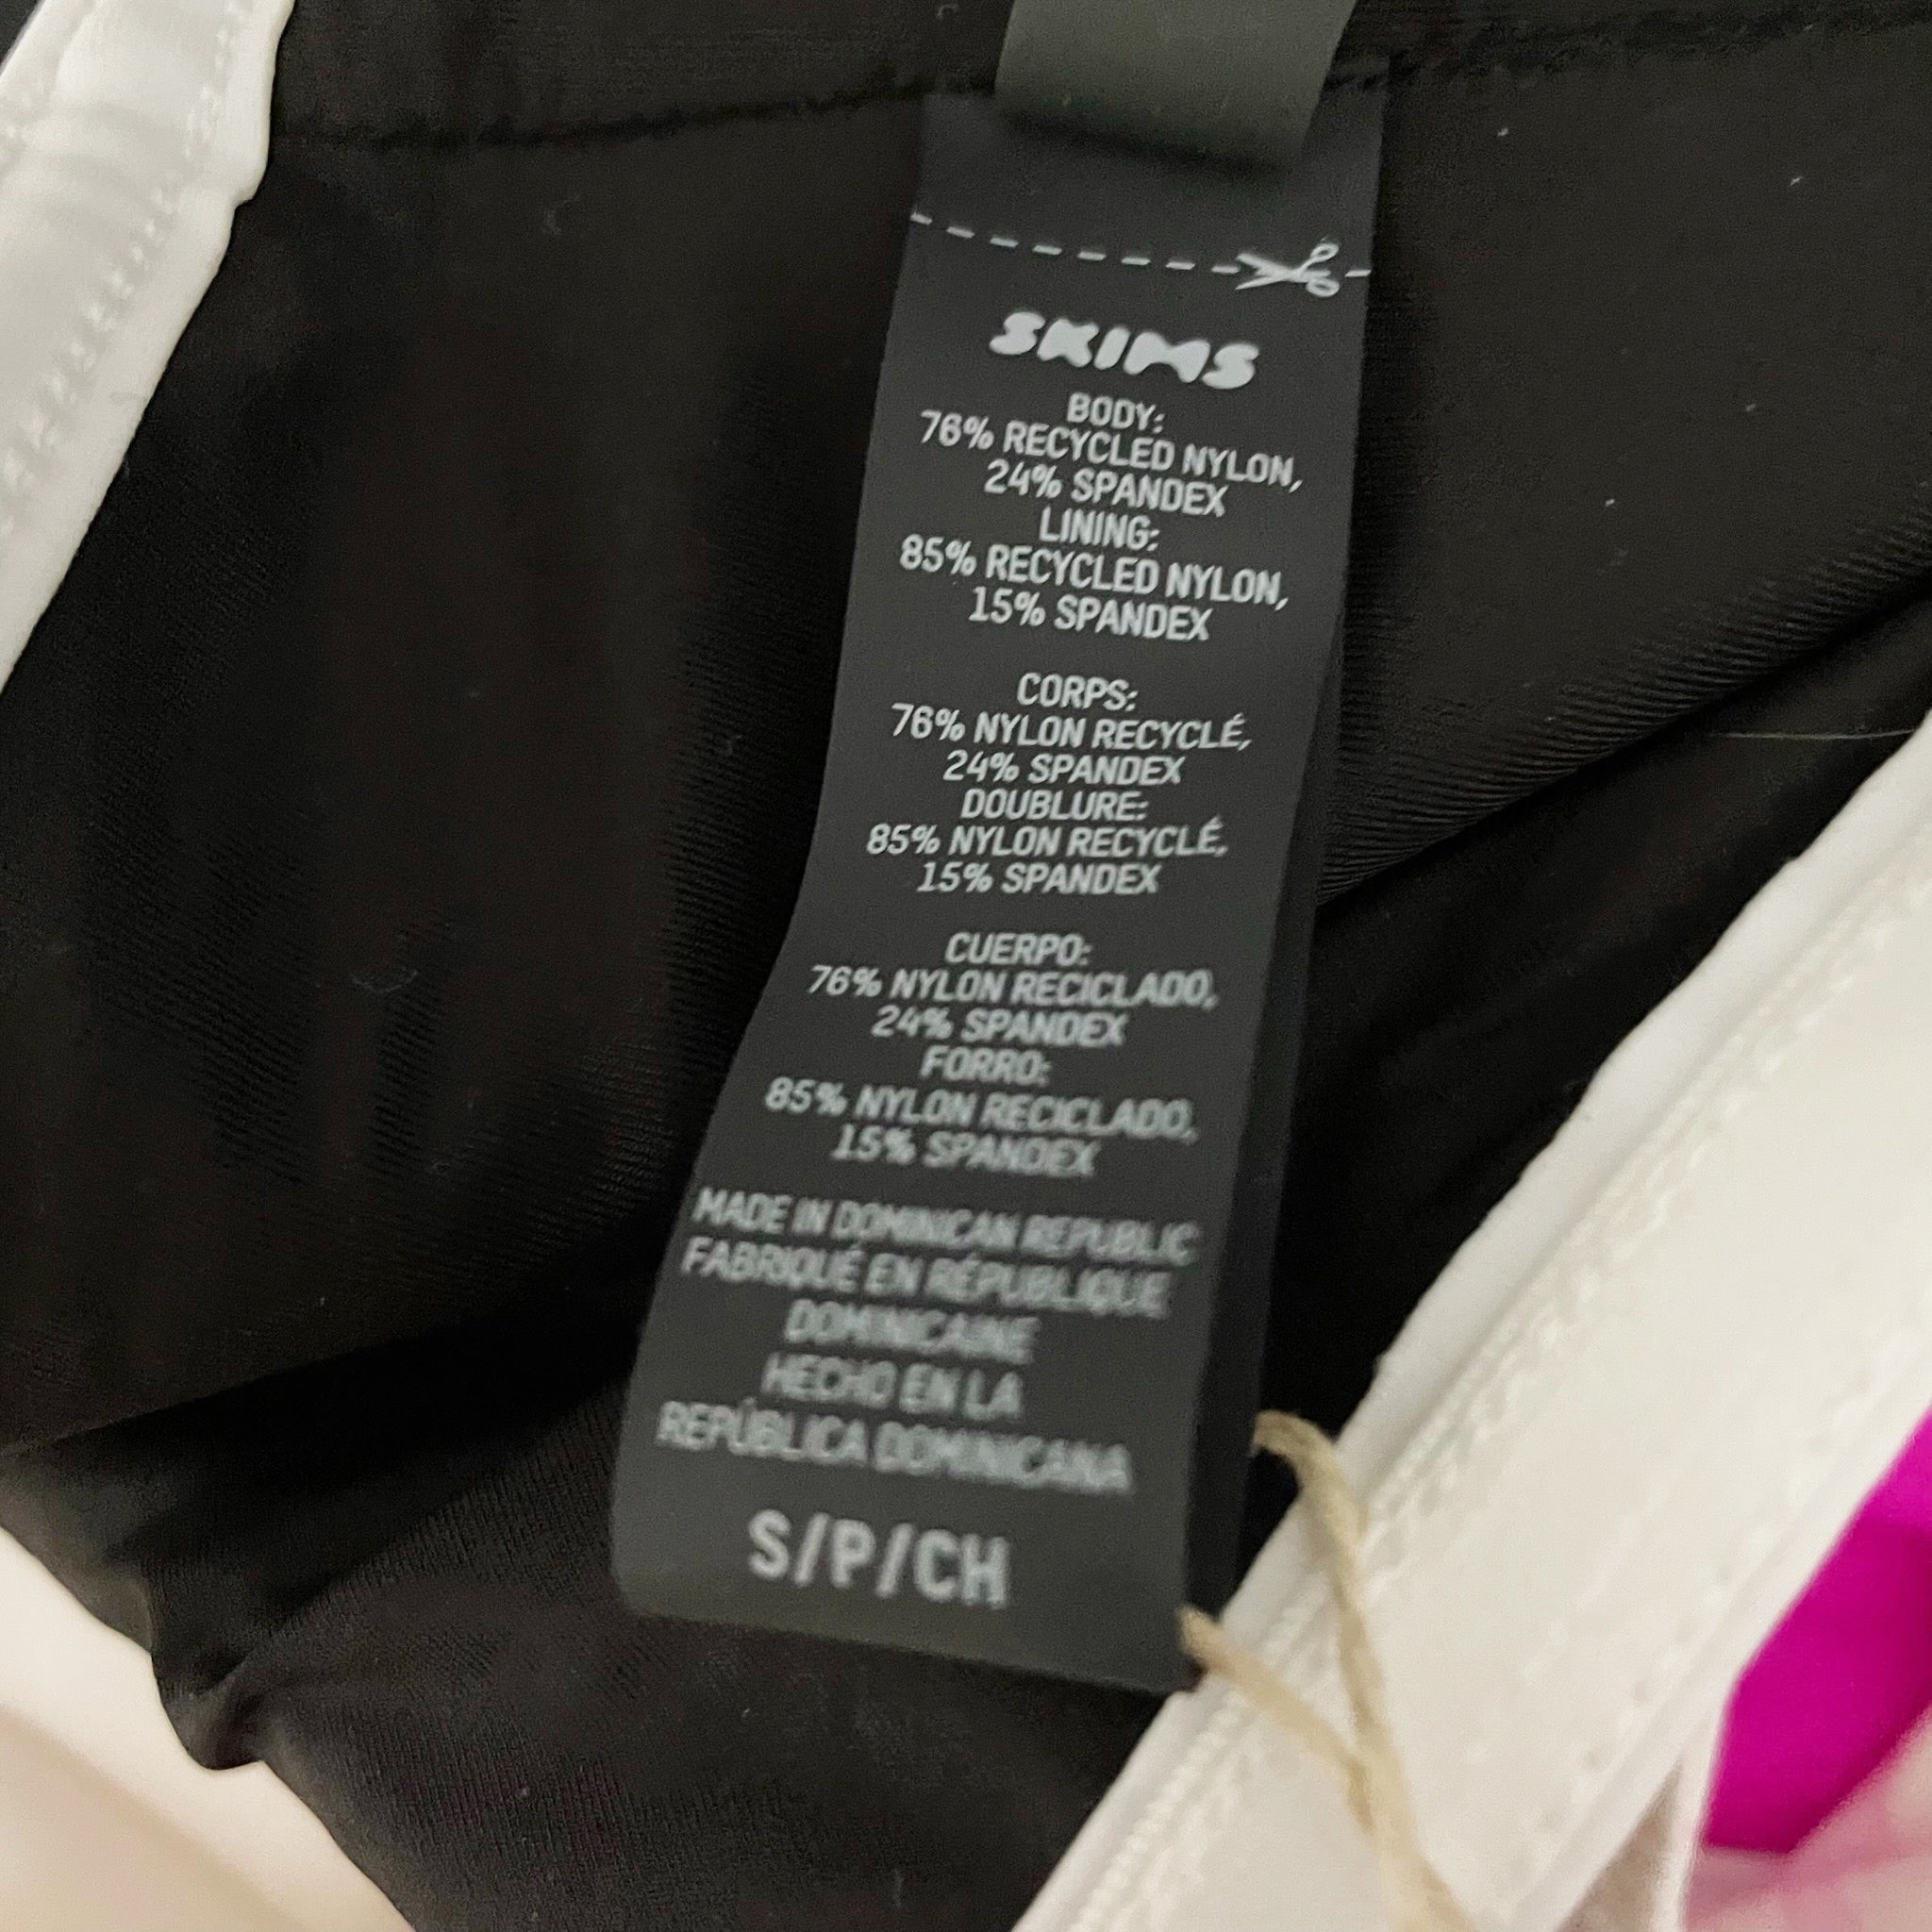 SKIMS
BODY:
76% RECYCLED NYLON,
24% SPANDEX
LINING:
85% RECYCLED NYLON,
15% SPANDEX
CORPS:
76% NYLON RECYCLÉ,
24% SPANDEX
DOUBLURE:
85% NYLON RECYCLÉ,
15% SPANDEX
CUERPO:
76% NYLON RECICLADO,
24% SPANDEX
FORRO:
85% NYLON RECICLADO,
15% SPANDEX
MADE IN DOMINICAN REPUBLIC
FABRIQUÉ EN RÉPUBLIQUE
DOMINICAINE
HECHO EN LA
REPÚBLICA DOMINICANA
S/P/CH